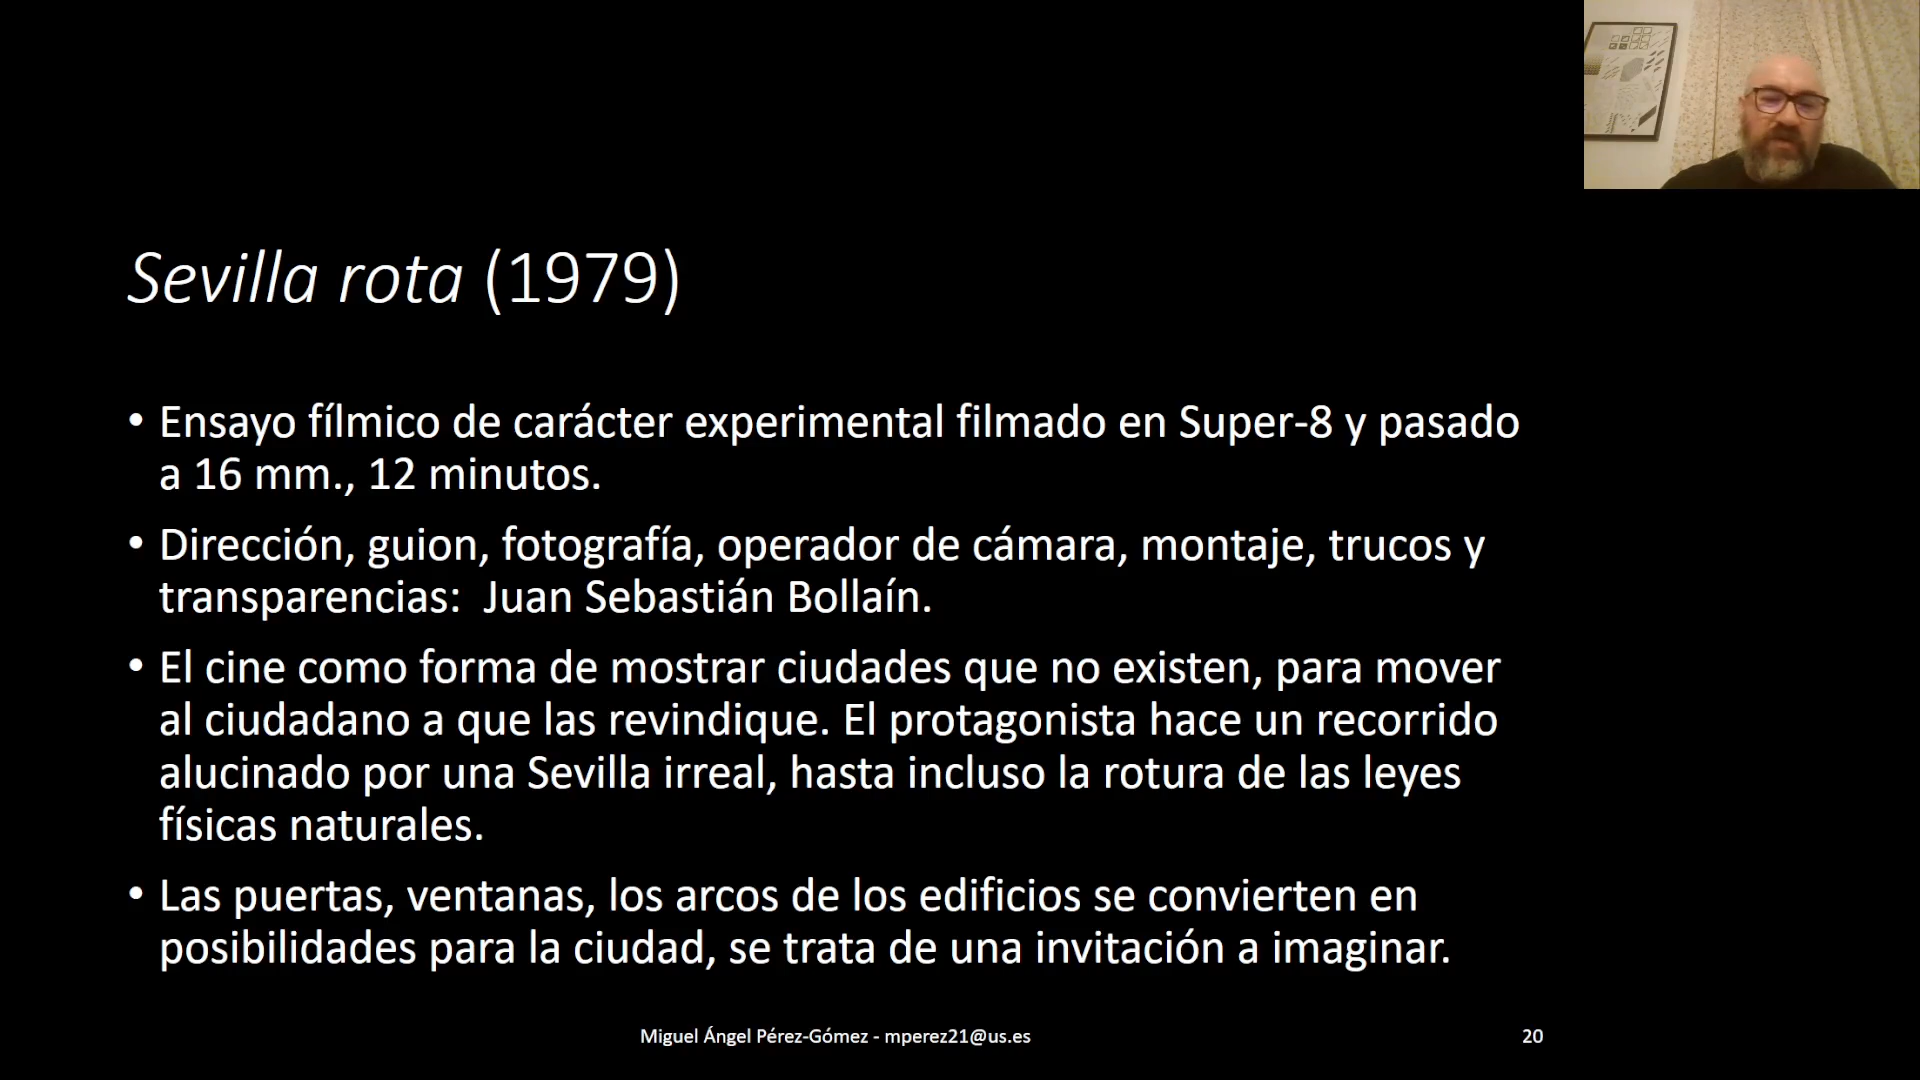 Sevilla rota (1979)
• Ensayo fílmico de carácter experimental filmado en Super-8 y pasado
a 16 mm., 12 minutos.
• Dirección, guion, fotografía, operador de cámara, montaje, trucos y
transparencias:  Juan Sebastián Bollaín.
• El cine como forma de mostrar ciudades que no existen, para mover
al ciudadano a que las revindique. El protagonista hace un recorrido
alucinado por una Sevilla irreal, hasta incluso la rotura de las leyes
físicas naturales.
• Las puertas, ventanas, los arcos de los edificios se convierten en
posibilidades para la ciudad, se trata de una invitación a imaginar.
Miguel Ángel Pérez-Gómez - mperez21@us.es
20